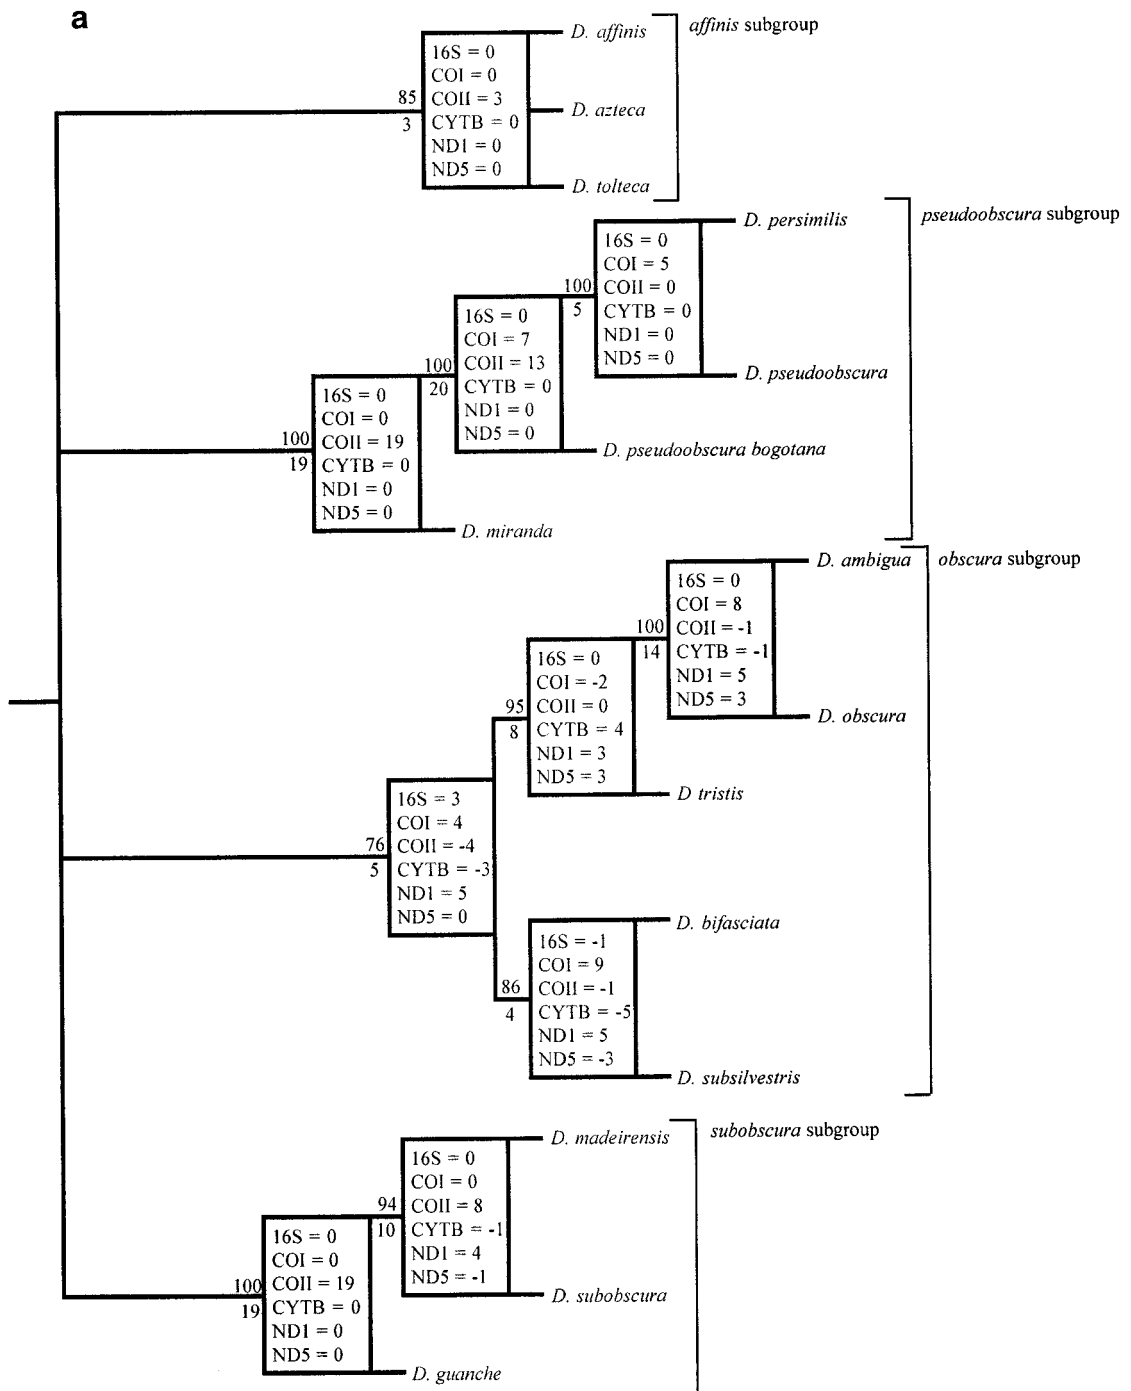 a
D. affinis
affinis subgroup
16S = 0
COI = 0
COII = 3
CYTB = 0
ND1 = 0
ND5 = 0
85
3
D. azteca
D. tolteca
D. persimilis
pseudoobscura subgroup
16S = 0
COI = 5
COII = 0
CYTB = 0
ND1 = 0
ND5 = 0
100
5
D. pseudoobscura
16S = 0
COI = 7
COII = 13
CYTB = 0
ND1 = 0
ND5 = 0
100
20
D. pseudoobscura bogotana
16S = 0
COI = 0
COII = 19
CYTB = 0
ND1 = 0
ND5 = 0
100
19
D. miranda
D. ambigua
obscura subgroup
16S = 0
COI = 8
COII = -1
CYTB = -1
ND1 = 5
ND5 = 3
100
14
D. obscura
16S = 0
COI = -2
COII = 0
CYTB = 4
ND1 = 3
ND5 = 3
95
8
D tristis
16S = 3
COI = 4
COII = -4
CYTB = -3
ND1 = 5
ND5 = 0
76
5
D. bifasciata
16S = -1
COI = 9
COII = -1
CYTB = -5
ND1 = 5
ND5 = -3
86
4
D. subsilvestris
D. madeirensis
subobscura subgroup
16S = 0
COI = 0
COII = 8
CYTB = -1
ND1 = 4
ND5 = -1
94
10
D. subobscura
16S = 0
COI = 0
COII = 19
CYTB = 0
ND1 = 0
ND5 = 0
100
19
D. guanche